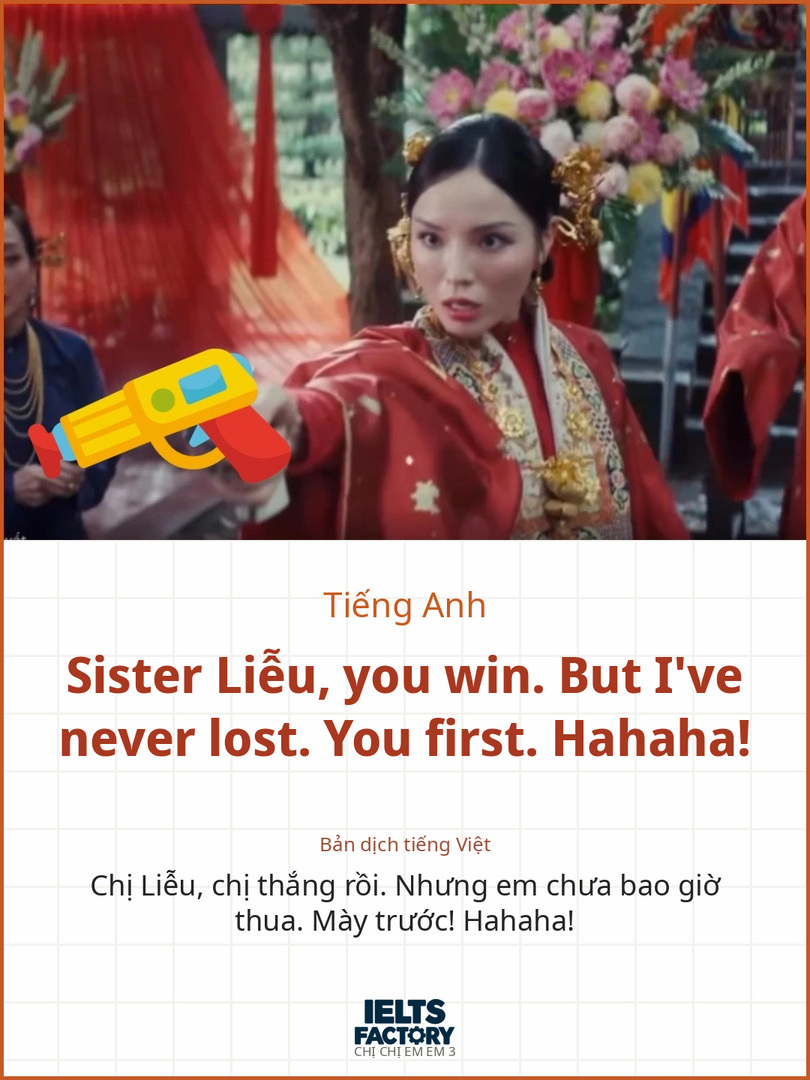 Tiếng Anh
Sister Liễu, you win. But I've
never lost. You first. Hahaha!
Bản dịch tiếng Việt
Chị Liễu, chị thắng rồi. Nhưng em chưa bao giờ
thua. Mày trước! Hahaha!
IELTS
FACTORY
CHỊ CHỊ EM EM 3